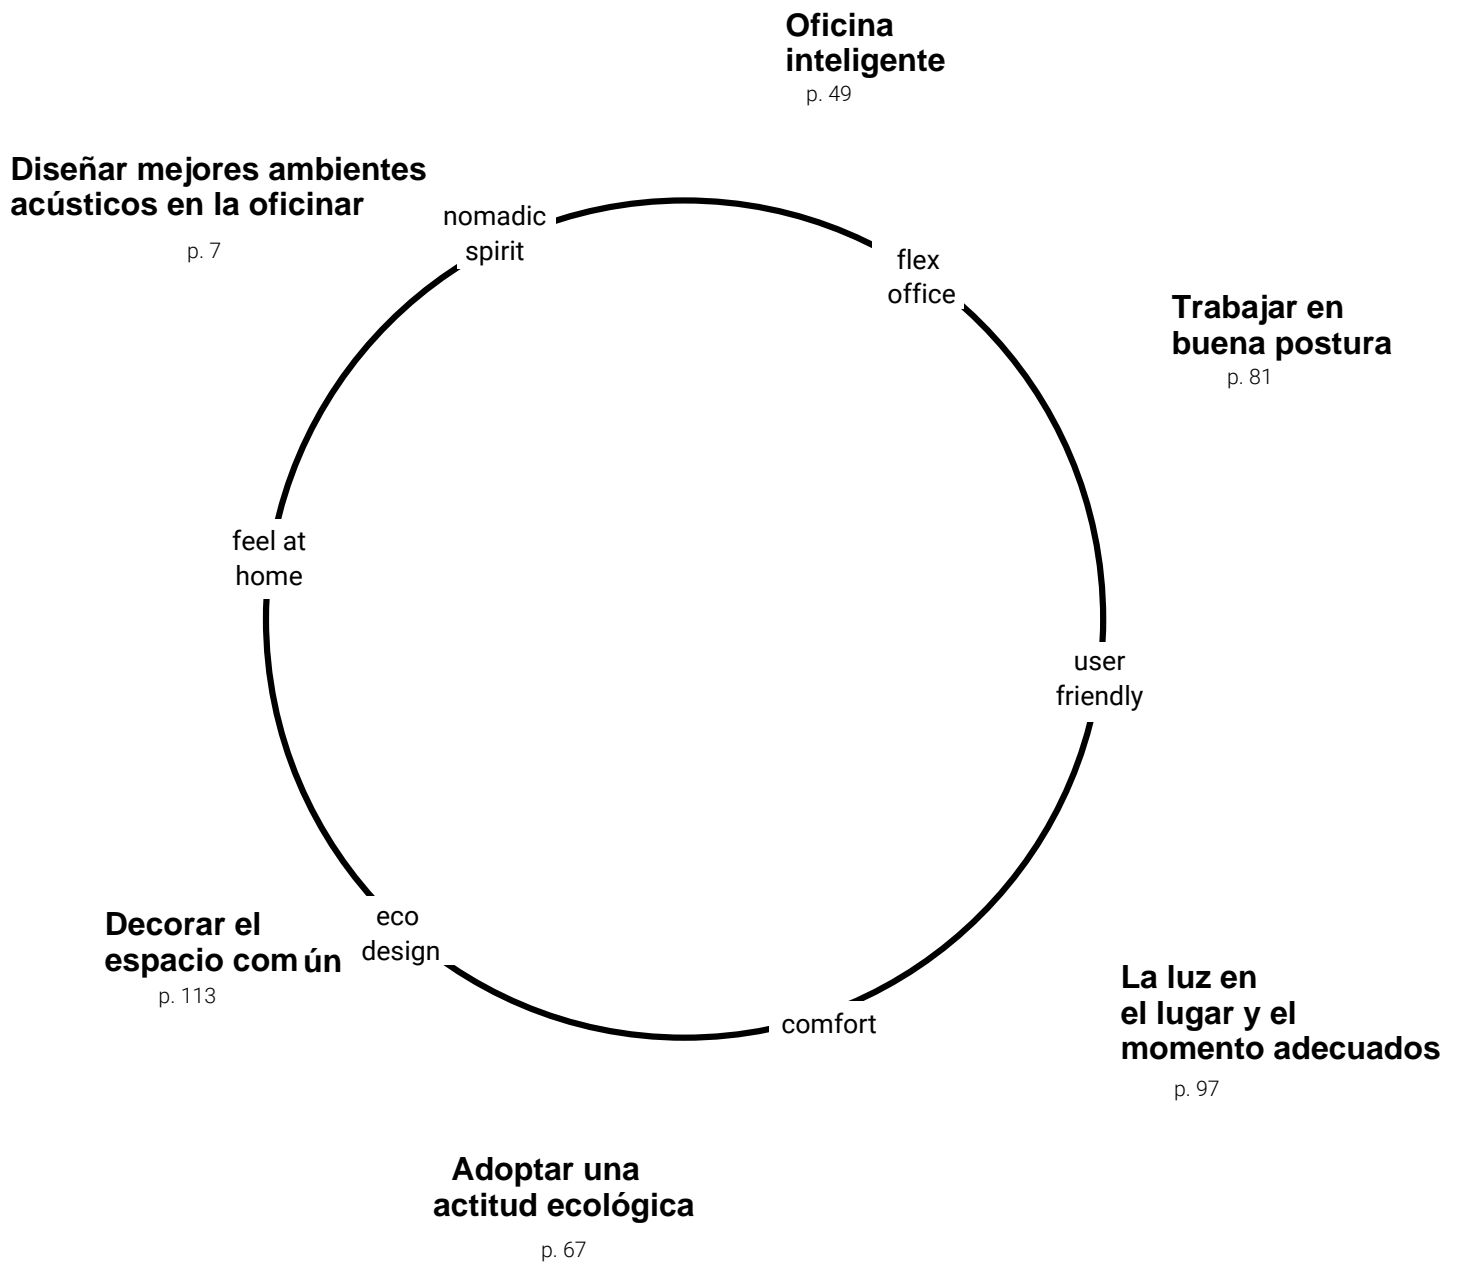 Oficina
inteligente
p. 49
Diseñar mejores ambientes
acústicos en la oficinar
p. 7
nomadic
spirit
flex
office
Trabajar en
buena postura
p. 81
feel at
home
user
friendly
Decorar el
espacio común
p. 113
eco
design
comfort
La luz en
el lugar y el
momento adecuados
p. 97
Adoptar una
actitud ecológica
p. 67